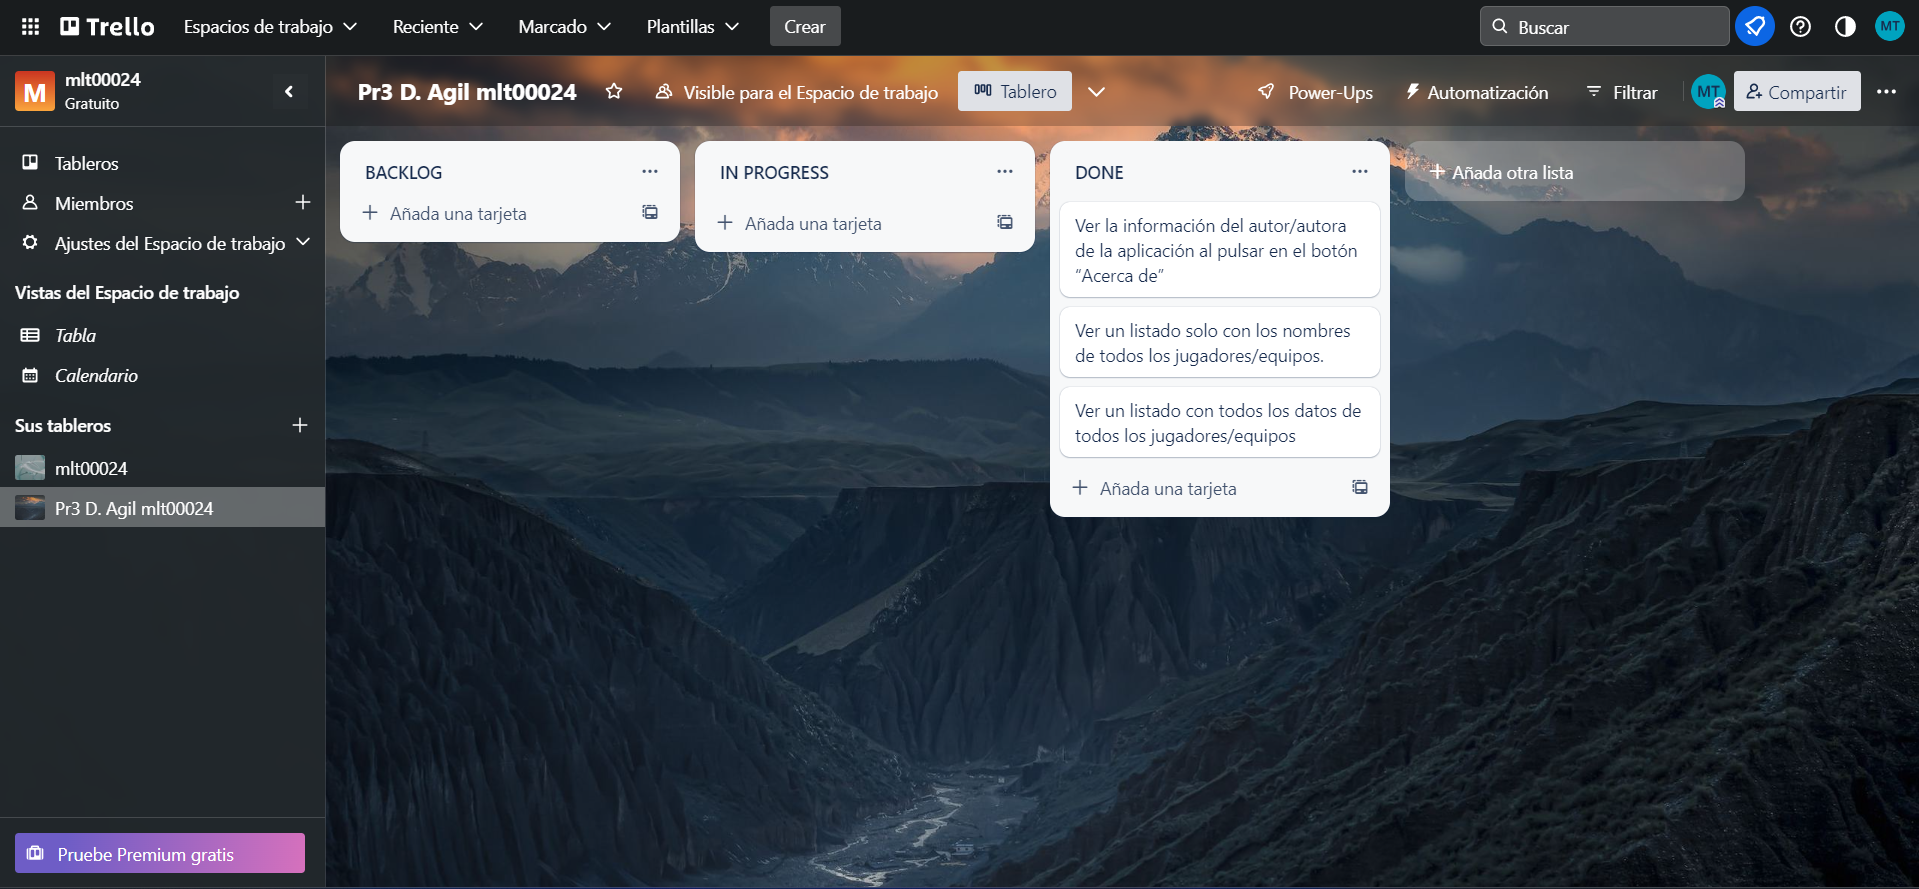 Trello
Espacios de trabajo
Reciente
Marcado
Plantillas
Crear
Buscar
MT
M
mlt00024
Gratuito
Pr3 D. Agil mlt00024
Visible para el Espacio de trabajo
Tablero
Power-Ups
Automatización
Filtrar
MT
Compartir
Tableros
Miembros
Ajustes del Espacio de trabajo
Vistas del Espacio de trabajo
Tabla
Calendario
Sus tableros
mlt00024
Pr3 D. Agil mlt00024
Pruebe Premium gratis
BACKLOG
Añada una tarjeta
IN PROGRESS
Añada una tarjeta
DONE
Ver la información del autor/autora
de la aplicación al pulsar en el botón
“Acerca de”
Ver un listado solo con los nombres
de todos los jugadores/equipos.
Ver un listado con todos los datos de
todos los jugadores/equipos
Añada una tarjeta
Añada otra lista